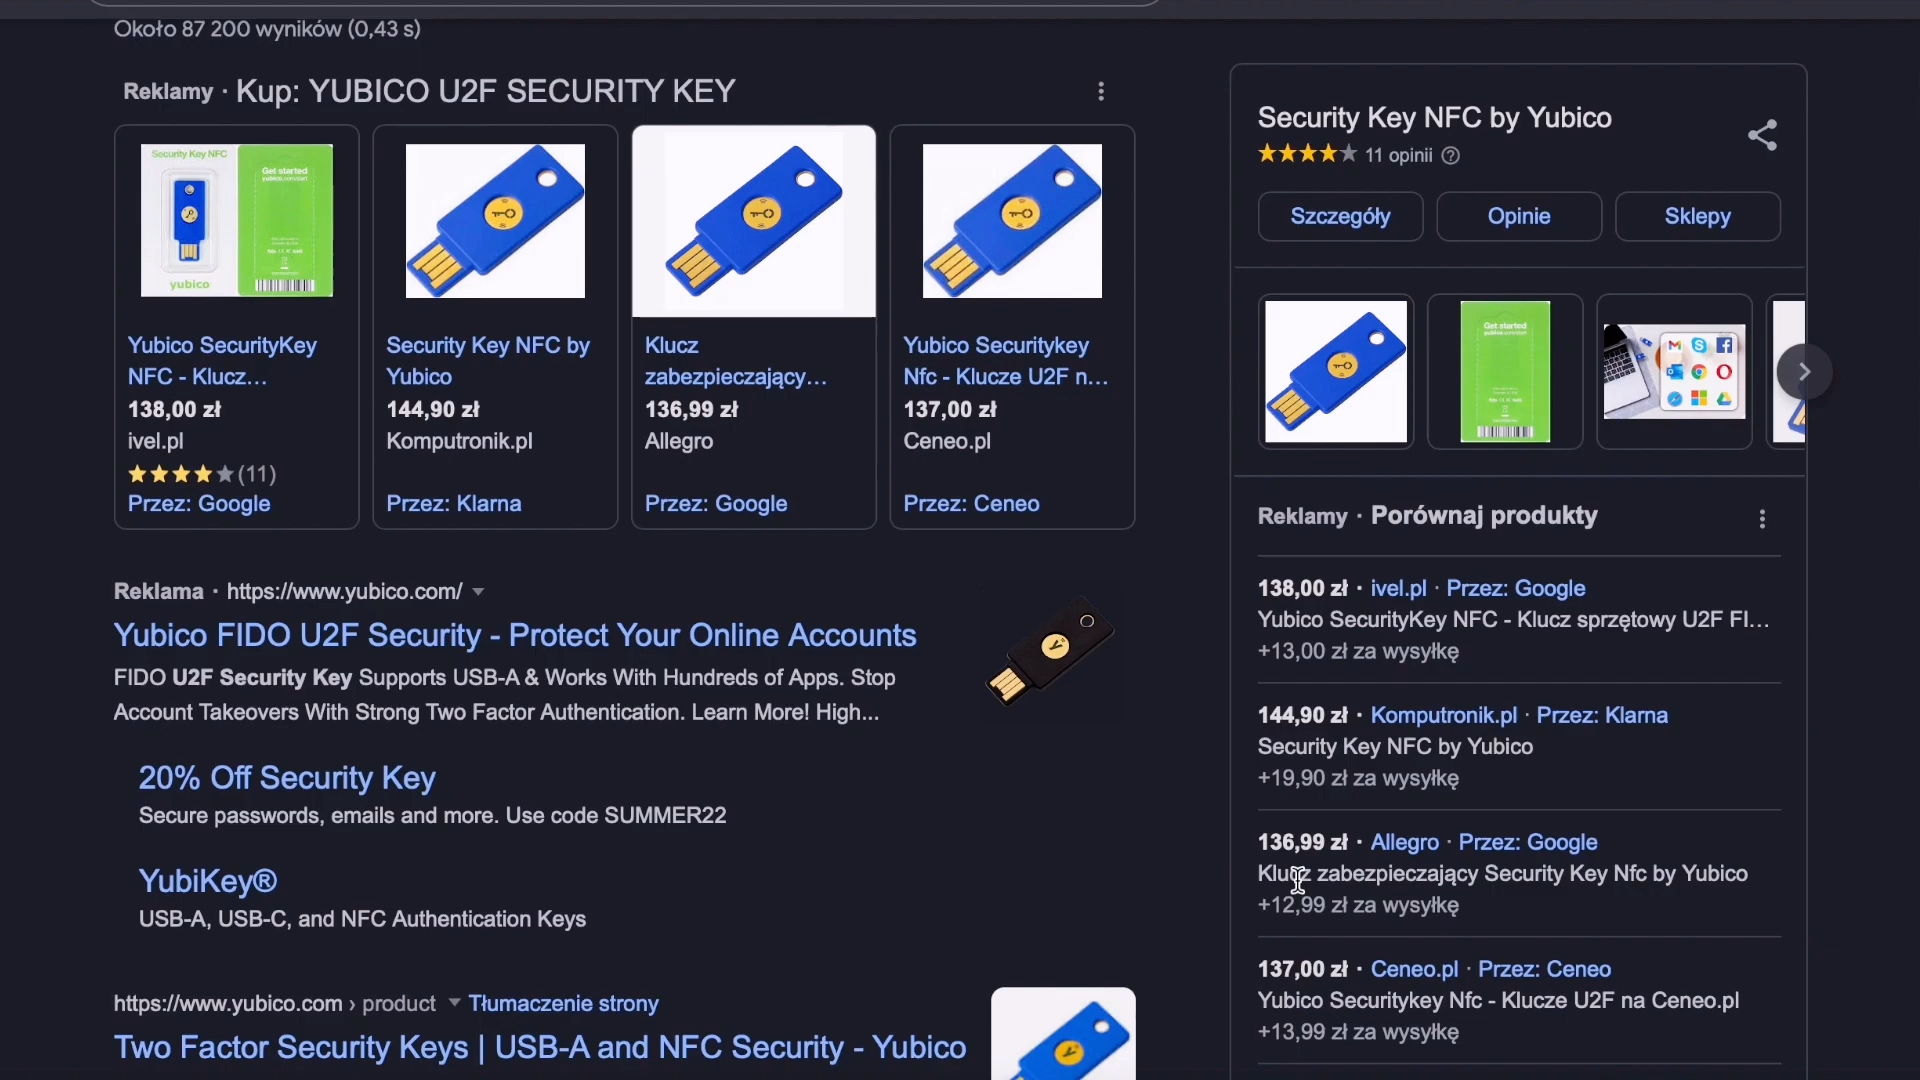 Około 87 200 wyników (0,43 s)
Reklamy · Kup: YUBICO U2F SECURITY KEY
Security Key NFC
Get started
yubico
Yubico SecurityKey
NFC - Klucz...
138,00 zł
ivel.pl
(11)
Przez: Google
Security Key NFC by
Yubico
144,90 zł
Komputronik.pl
Przez: Klarna
Klucz
zabezpieczający...
136,99 zł
Allegro
Przez: Google
Yubico Securitykey
Nfc - Klucze U2F n...
137,00 zł
Ceneo.pl
Przez: Ceneo
Reklama · https://www.yubico.com/
Yubico FIDO U2F Security - Protect Your Online Accounts
FIDO U2F Security Key Supports USB-A & Works With Hundreds of Apps. Stop
Account Takeovers With Strong Two Factor Authentication. Learn More! High...
20% Off Security Key
Secure passwords, emails and more. Use code SUMMER22
YubiKey®
USB-A, USB-C, and NFC Authentication Keys
https://www.yubico.com › product Tłumaczenie strony
Two Factor Security Keys | USB-A and NFC Security - Yubico
Security Key NFC by Yubico
11 opinii
Szczegóły
Opinie
Sklepy
Get started
Reklamy · Porównaj produkty
138,00 zł · ivel.pl · Przez: Google
Yubico SecurityKey NFC - Klucz sprzętowy U2F FI...
+13,00 zł za wysyłkę
144,90 zł · Komputronik.pl · Przez: Klarna
Security Key NFC by Yubico
+19,90 zł za wysyłkę
136,99 zł · Allegro · Przez: Google
Klucz zabezpieczający Security Key Nfc by Yubico
+12,99 zł za wysyłkę
137,00 zł · Ceneo.pl · Przez: Ceneo
Yubico Securitykey Nfc - Klucze U2F na Ceneo.pl
+13,99 zł za wysyłkę